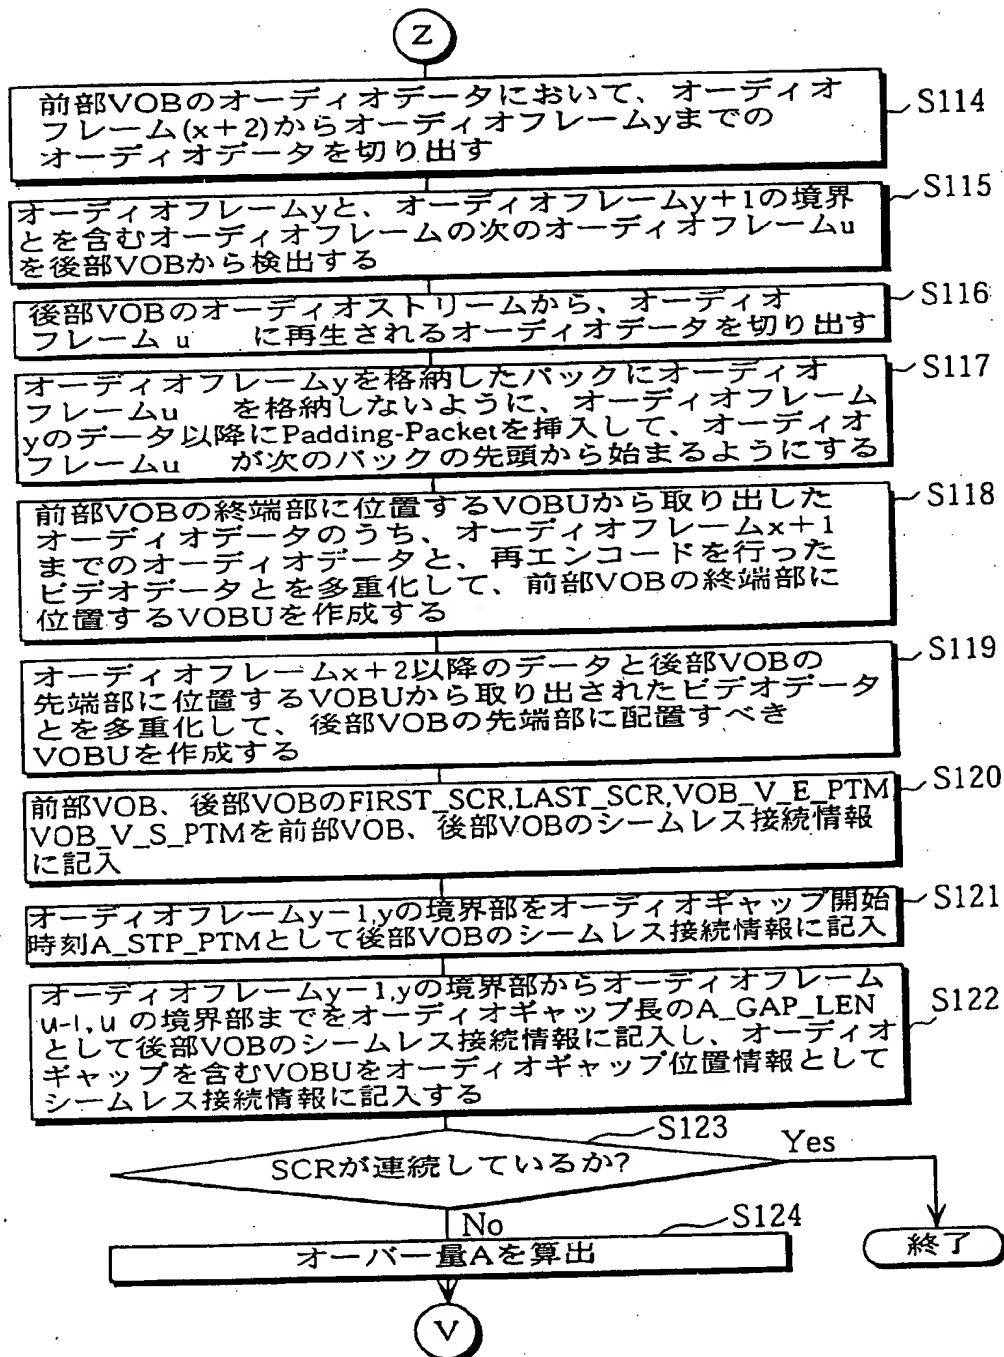 Z
前部VOBのオーディオデータにおいて、オーディオ
フレーム(x+2)からオーディオフレームyまでの
オーディオデータを切り出す
S114
オーディオフレームyと、オーディオフレームy+1の境界
とを含むオーディオフレームの次のオーディオフレームu
を後部VOBから検出する
S115
後部VOBのオーディオストリームから、オーディオ
フレーム u に再生されるオーディオデータを切り出す
S116
オーディオフレームyを格納したパックにオーディオ
フレームu を格納しないように、オーディオフレーム
yのデータ以降にPadding-Packetを挿入して、オーディオ
フレームu が次のパックの先頭から始まるようにする
S117
前部VOBの終端部に位置するVOBUから取り出した
オーディオデータのうち、オーディオフレームx+1
までのオーディオデータと、再エンコードを行った
ビデオデータとを多重化して、前部VOBの終端部に
位置するVOBUを作成する
S118
オーディオフレームx+2以降のデータと後部VOBの
先端部に位置するVOBUから取り出されたビデオデータ
とを多重化して、後部VOBの先端部に配置すべき
VOBUを作成する
S119
前部VOB、後部VOBのFIRST_SCR,LAST_SCR,VOB_V_E_PTM
VOB_V_S_PTMを前部VOB、後部VOBのシームレス接続情報
に記入
S120
オーディオフレームy-1,yの境界部をオーディオギャップ開始
時刻A_STP_PTMとして後部VOBのシームレス接続情報に記入
S121
オーディオフレームy-1,yの境界部からオーディオフレーム
u-1,u の境界部までをオーディオギャップ長のA_GAP_LEN
として後部VOBのシームレス接続情報に記入し、オーディオ
ギャップを含むVOBUをオーディオギャップ位置情報として
シームレス接続情報に記入する
S122
SCRが連続しているか?
S123
Yes
No
オーバー量Aを算出
S124
終了
V